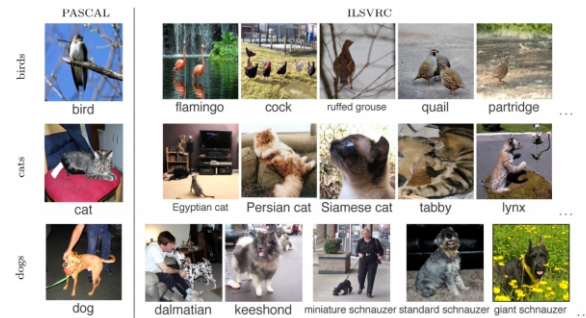 PASCAL
ILSVRC
birds
bird
flamingo
cock
ruffed grouse
quail
partridge
...
cats
cat
Egyptian cat
Persian cat
Siamese cat
tabby
lynx
...
dogs
dog
dalmatian
keeshond
miniature schnauzer
standard schnauzer
giant schnauzer
...